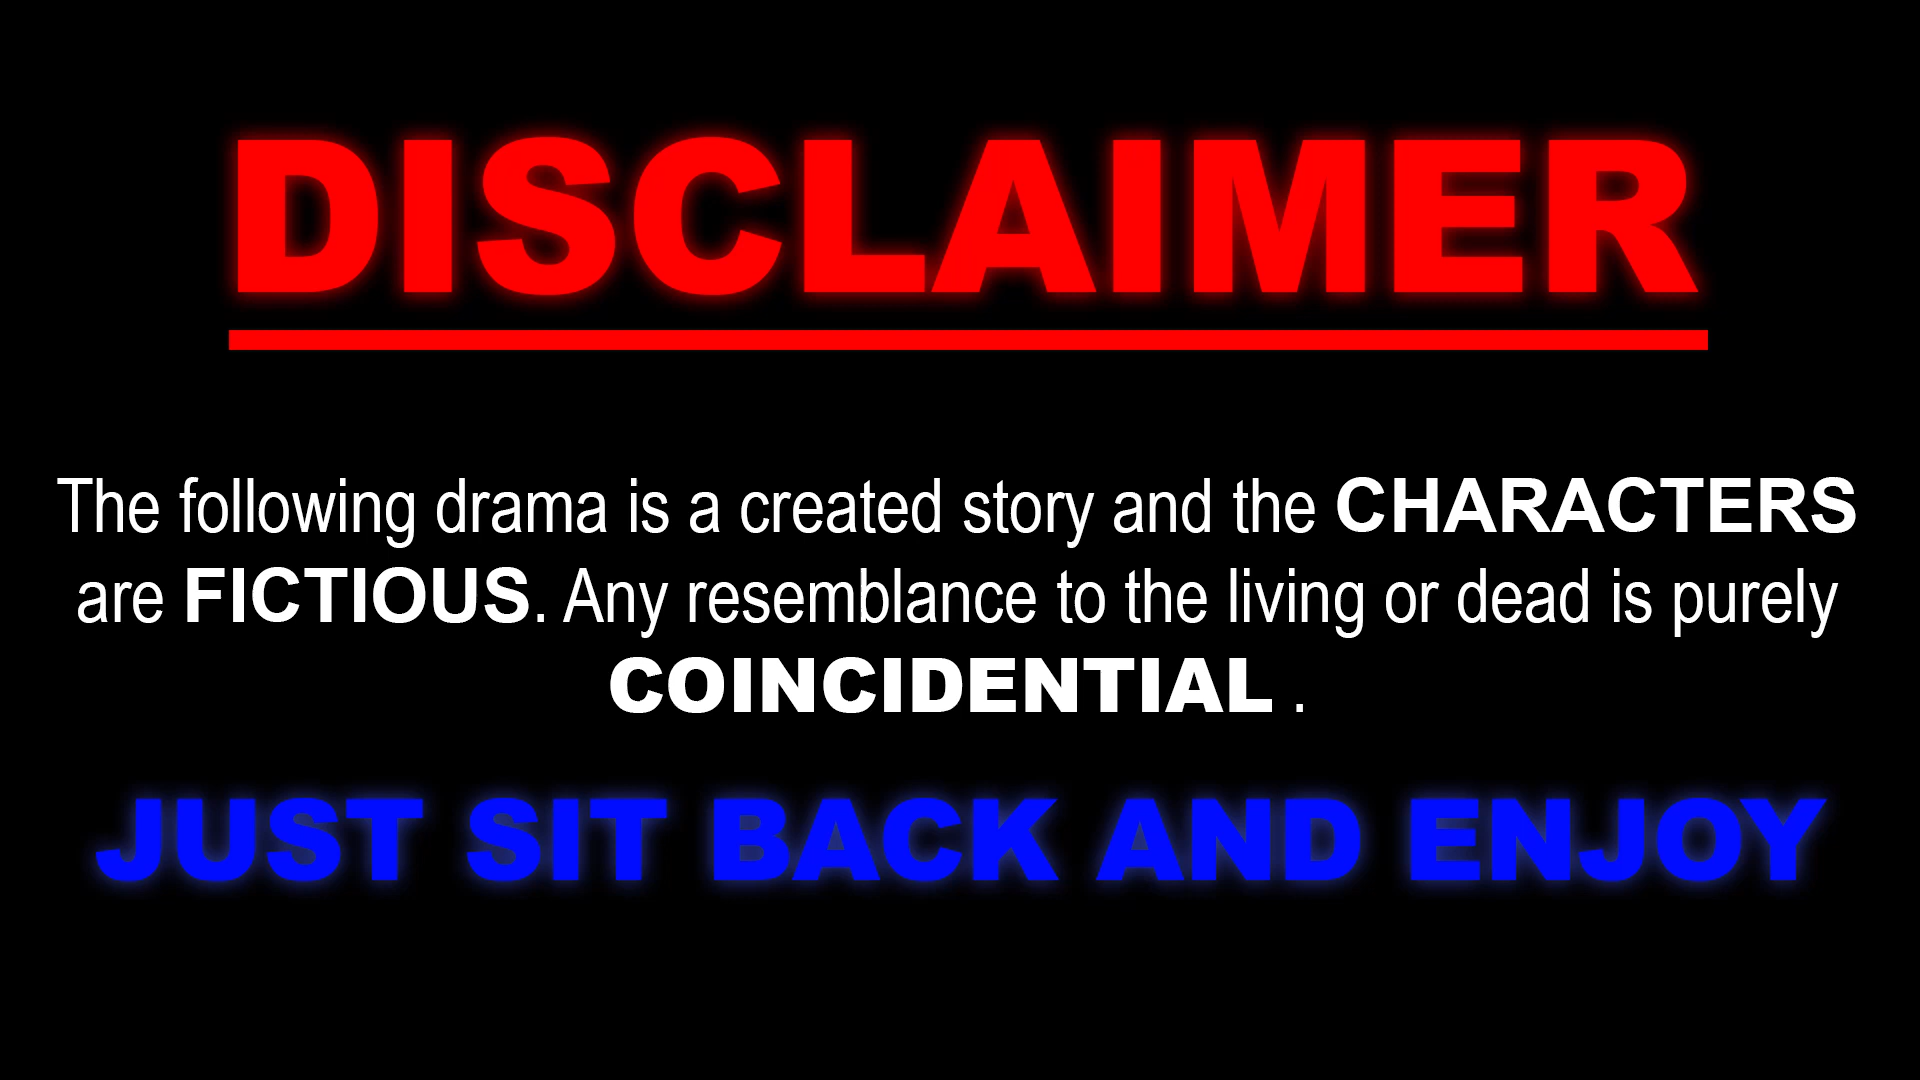 DISCLAIMER
The following drama is a created story and the CHARACTERS
are FICTIOUS. Any resemblance to the living or dead is purely
COINCIDENTIAL .
JUST SIT BACK AND ENJOY